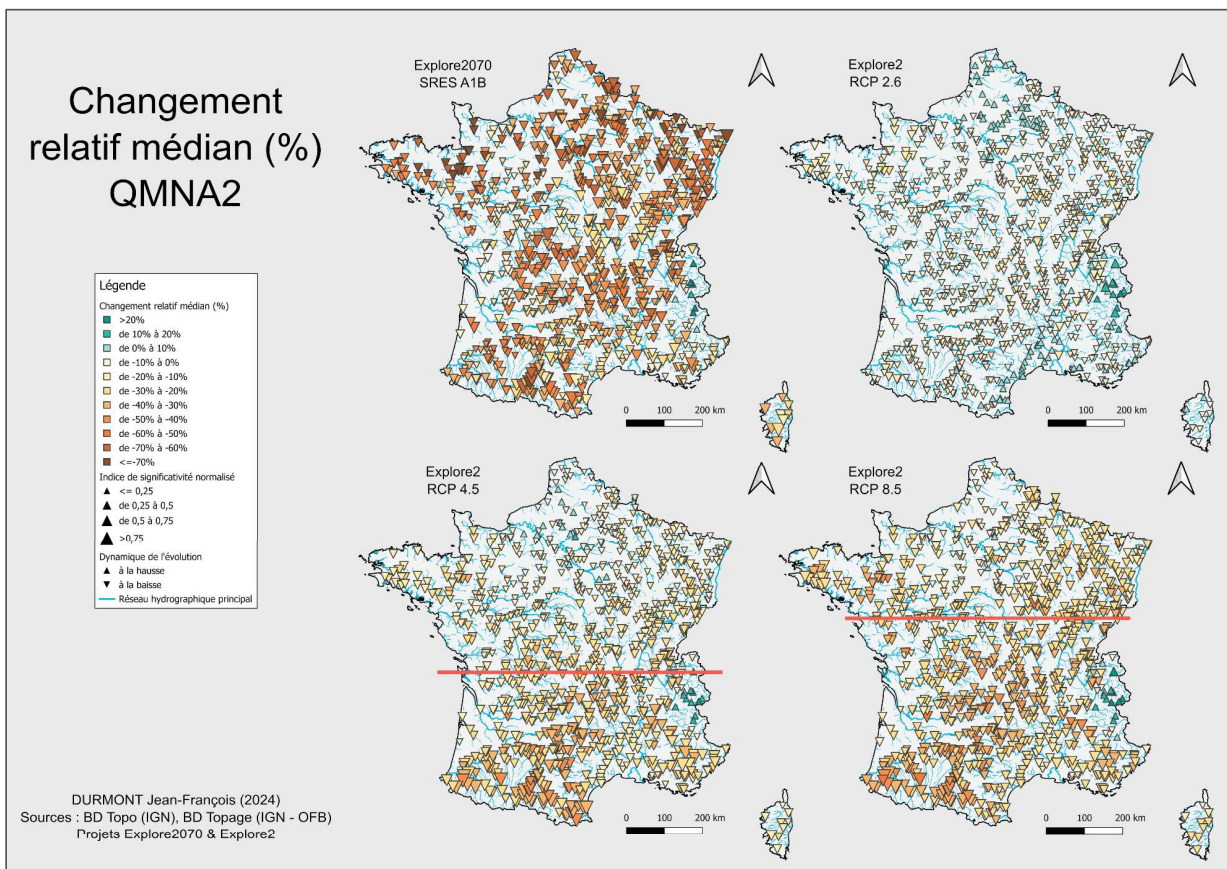 Changement
relatif médian (%)
QMNA2
Légende
Changement relatif médian (%)
>20%
de 10% à 20%
de 0% à 10%
de -10% à 0%
de -20% à -10%
de -30% à -20%
de -40% à -30%
de -50% à -40%
de -60% à -50%
de -70% à -60%
<=-70%
Indice de significativité normalisé
<= 0,25
de 0,25 à 0,5
de 0,5 à 0,75
>0,75
Dynamique de l'évolution
à la hausse
à la baisse
Réseau hydrographique principal
DURMONT Jean-François (2024)
Sources : BD Topo (IGN), BD Topage (IGN - OFB)
Projets Explore2070 & Explore2
Explore2070
SRES A1B
0 100 200 km
Explore2
RCP 2.6
0 100 200 km
Explore2
RCP 4.5
0 100 200 km
Explore2
RCP 8.5
0 100 200 km